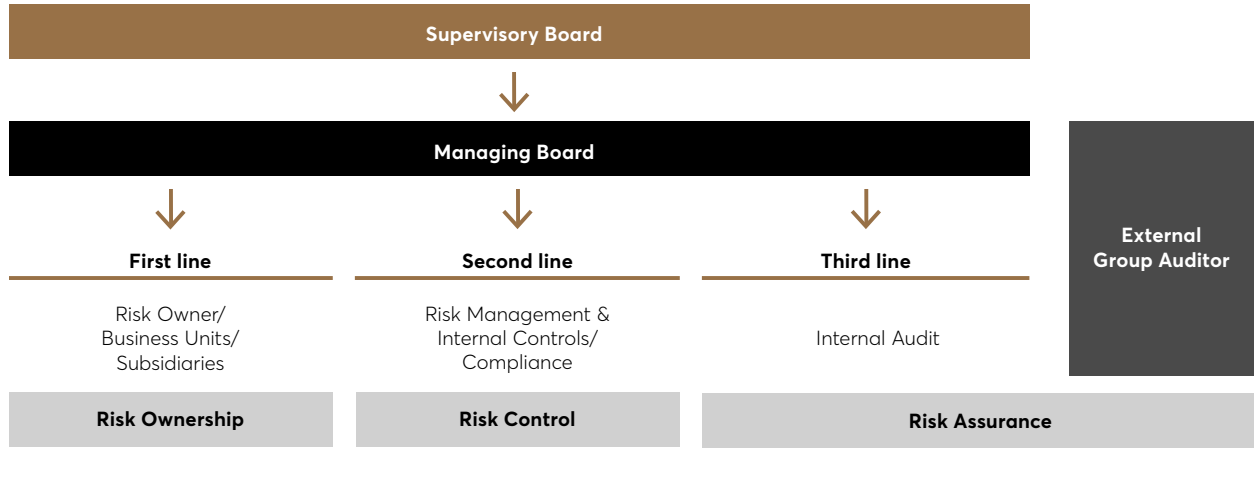 Supervisory Board
Managing Board
First line
Risk Owner/
Business Units/
Subsidiaries
Risk Ownership
Second line
Risk Management &
Internal Controls/
Compliance
Risk Control
Third line
Internal Audit
External
Group Auditor
Risk Assurance